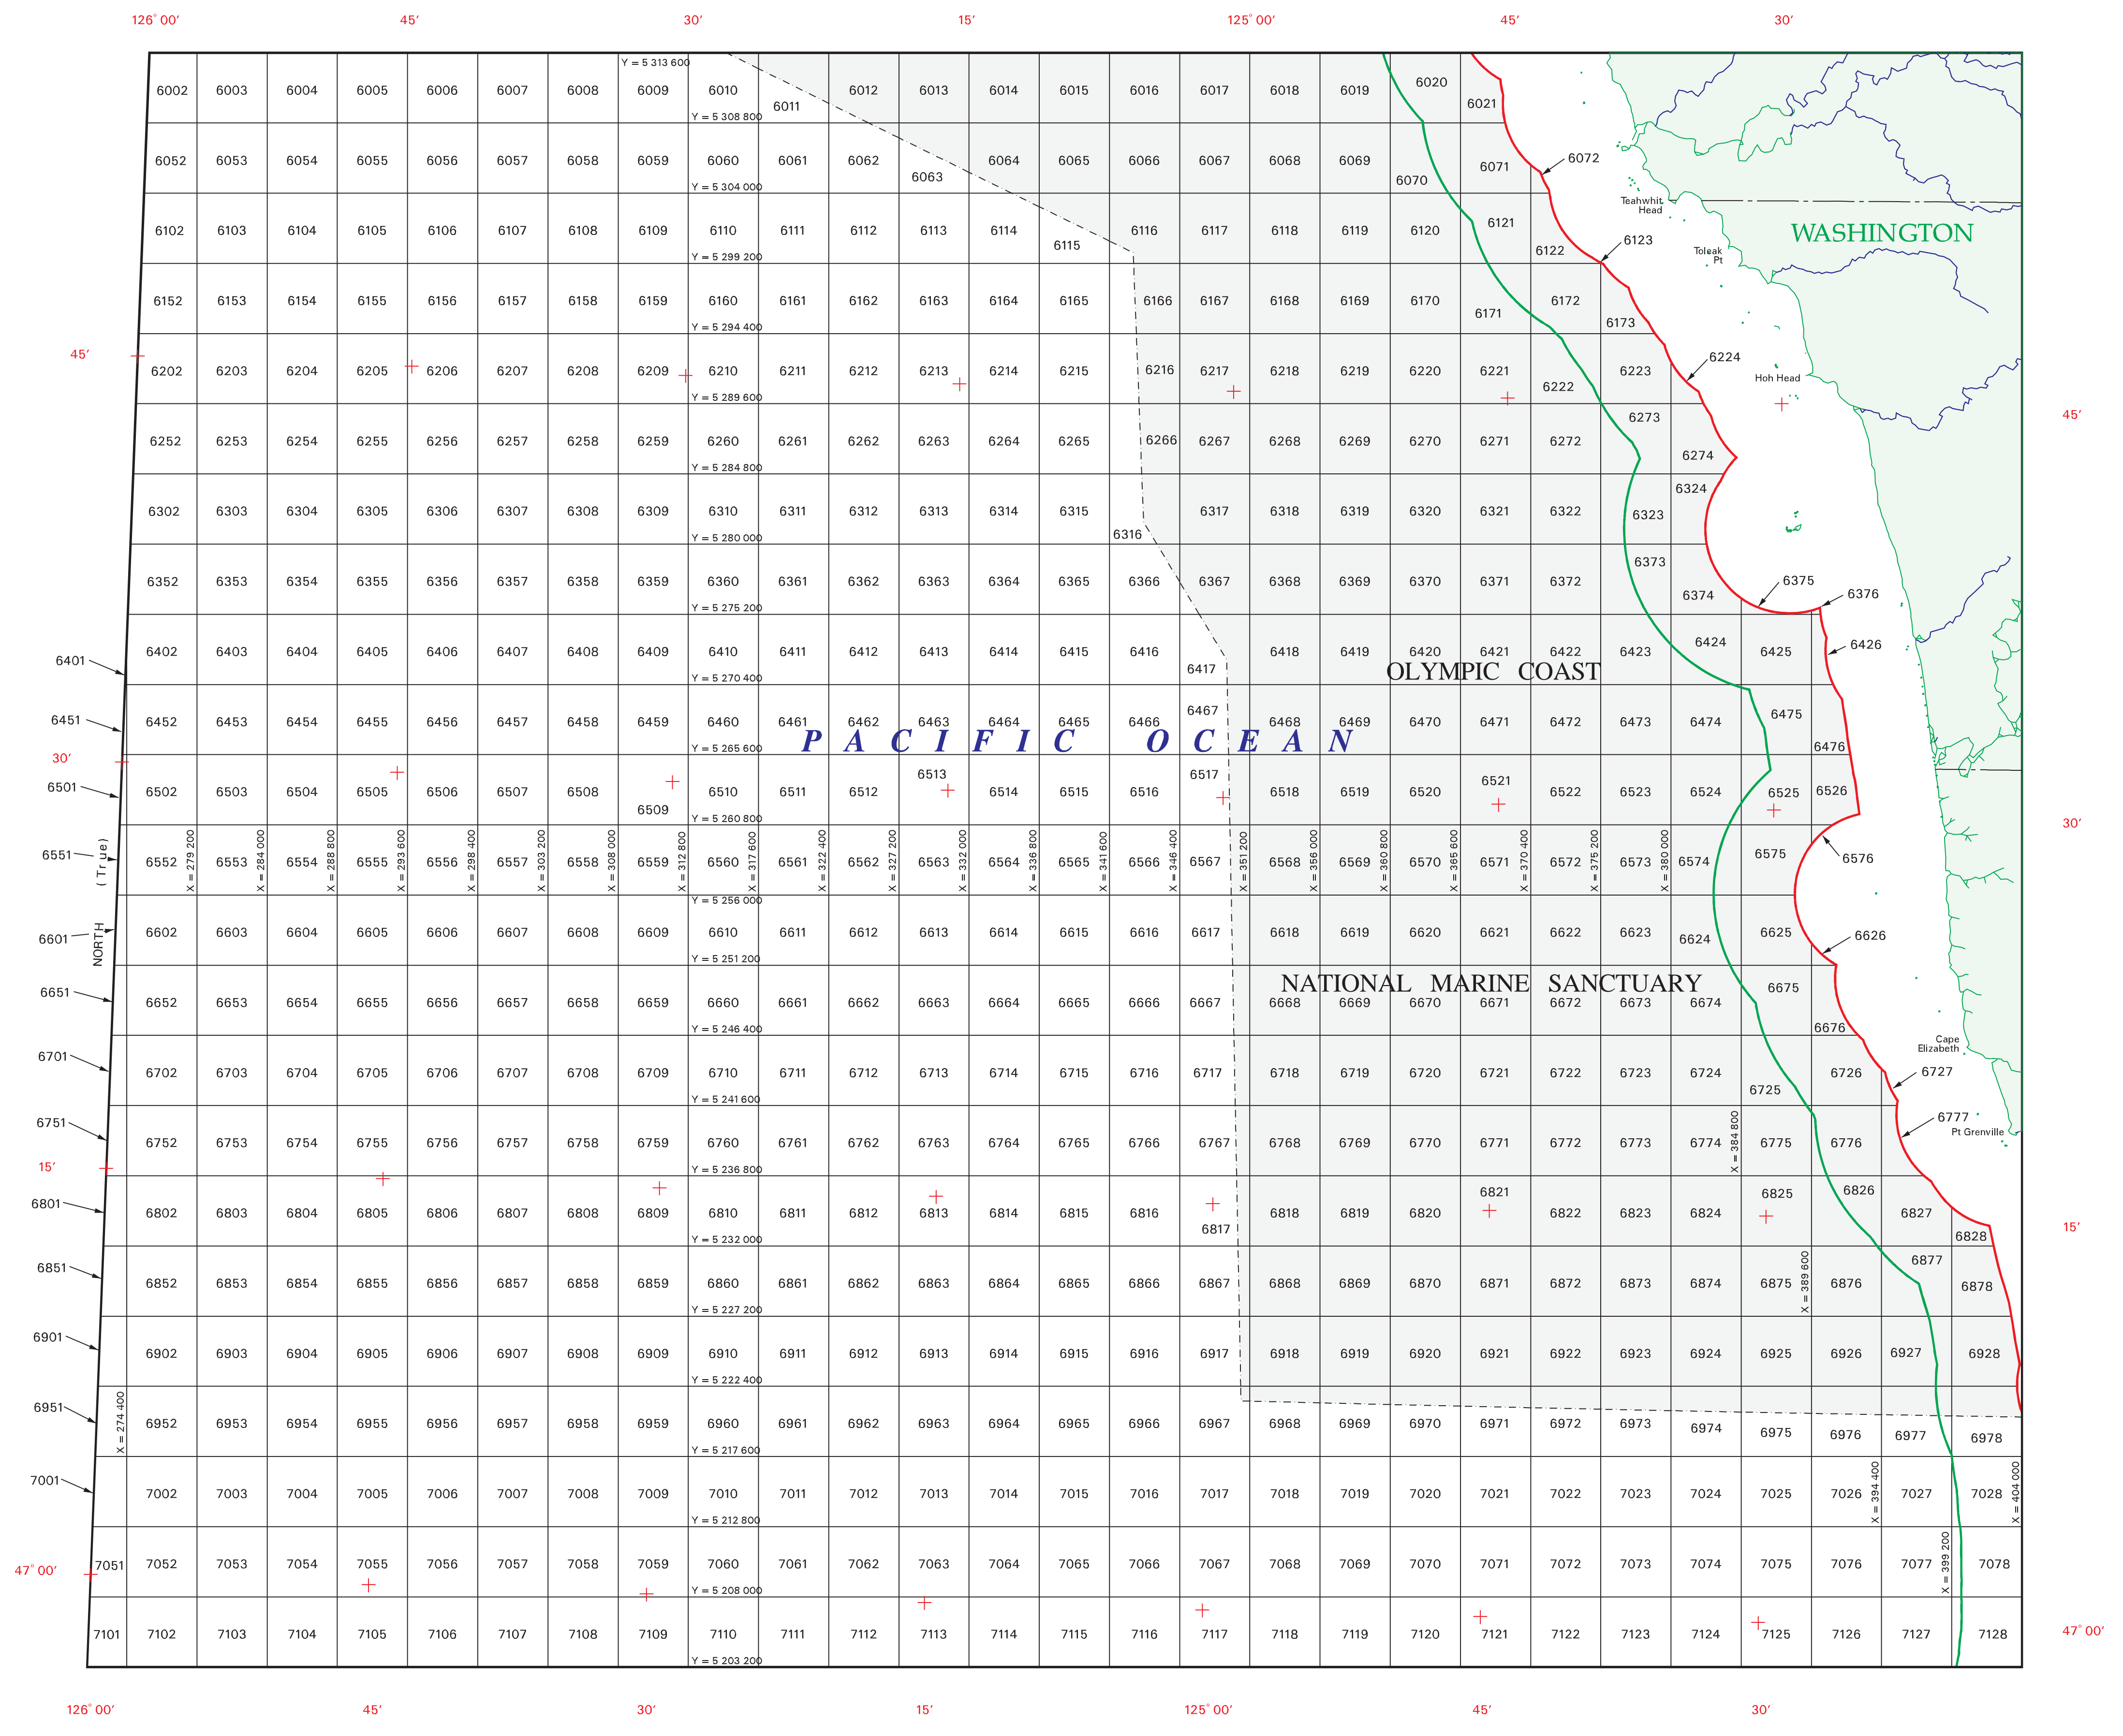 126° 00′ 45′ 30′ 15′ 125° 00′ 45′ 30′
Y = 5 313 600
6002 6003 6004 6005 6006 6007 6008 6009 6010 6011 6012 6013 6014 6015 6016 6017 6018 6019 6020 6021
Y = 5 308 800
6052 6053 6054 6055 6056 6057 6058 6059 6060 6061 6062 6063 6064 6065 6066 6067 6068 6069 6070 6071 6072
Y = 5 304 000
Teahwhit
Head
WASHINGTON
6102 6103 6104 6105 6106 6107 6108 6109 6110 6111 6112 6113 6114 6115 6116 6117 6118 6119 6120 6121 6122 6123
Toleak
Pt
Y = 5 299 200
6152 6153 6154 6155 6156 6157 6158 6159 6160 6161 6162 6163 6164 6165 6166 6167 6168 6169 6170 6171 6172 6173
Y = 5 294 400
45′
6202 6203 6204 6205 6206 6207 6208 6209 6210 6211 6212 6213 6214 6215 6216 6217 6218 6219 6220 6221 6222 6223 6224
Hoh Head
Y = 5 289 600
45′
6252 6253 6254 6255 6256 6257 6258 6259 6260 6261 6262 6263 6264 6265 6266 6267 6268 6269 6270 6271 6272 6273 6274
Y = 5 284 800
6302 6303 6304 6305 6306 6307 6308 6309 6310 6311 6312 6313 6314 6315 6316 6317 6318 6319 6320 6321 6322 6323 6324
Y = 5 280 000
6352 6353 6354 6355 6356 6357 6358 6359 6360 6361 6362 6363 6364 6365 6366 6367 6368 6369 6370 6371 6372 6373 6374 6375 6376
Y = 5 275 200
6401 6402 6403 6404 6405 6406 6407 6408 6409 6410 6411 6412 6413 6414 6415 6416 6417 6418 6419 6420 6421 6422 6423 6424 6425 6426
OLYMPIC COAST
Y = 5 270 400
6451 6452 6453 6454 6455 6456 6457 6458 6459 6460 6461 6462 6463 6464 6465 6466 6467 6468 6469 6470 6471 6472 6473 6474 6475 6476
PACIFIC OCEAN
Y = 5 265 600
30′
6501 6502 6503 6504 6505 6506 6507 6508 6509 6510 6511 6512 6513 6514 6515 6516 6517 6518 6519 6520 6521 6522 6523 6524 6525 6526
Y = 5 260 800
30′
6551 6552 6553 6554 6555 6556 6557 6558 6559 6560 6561 6562 6563 6564 6565 6566 6567 6568 6569 6570 6571 6572 6573 6574 6575 6576
X = 279 200 X = 284 000 X = 288 800 X = 293 600 X = 298 400 X = 303 200 X = 308 000 X = 312 800 X = 317 600 X = 322 400 X = 327 200 X = 332 000 X = 336 800 X = 341 600 X = 346 400 X = 351 200 X = 356 000 X = 360 800 X = 365 600 X = 370 400 X = 375 200 X = 380 000
NORTH (True)
Y = 5 256 000
6601 6602 6603 6604 6605 6606 6607 6608 6609 6610 6611 6612 6613 6614 6615 6616 6617 6618 6619 6620 6621 6622 6623 6624 6625 6626
Y = 5 251 200
NATIONAL MARINE SANCTUARY
6651 6652 6653 6654 6655 6656 6657 6658 6659 6660 6661 6662 6663 6664 6665 6666 6667 6668 6669 6670 6671 6672 6673 6674 6675 6676
Y = 5 246 400
Cape
Elizabeth
6701 6702 6703 6704 6705 6706 6707 6708 6709 6710 6711 6712 6713 6714 6715 6716 6717 6718 6719 6720 6721 6722 6723 6724 6725 6726 6727
Y = 5 241 600
6751 6752 6753 6754 6755 6756 6757 6758 6759 6760 6761 6762 6763 6764 6765 6766 6767 6768 6769 6770 6771 6772 6773 6774 6775 6776 6777
X = 384 800
Pt Grenville
Y = 5 236 800
15′
6801 6802 6803 6804 6805 6806 6807 6808 6809 6810 6811 6812 6813 6814 6815 6816 6817 6818 6819 6820 6821 6822 6823 6824 6825 6826 6827 6828
Y = 5 232 000
15′
6851 6852 6853 6854 6855 6856 6857 6858 6859 6860 6861 6862 6863 6864 6865 6866 6867 6868 6869 6870 6871 6872 6873 6874 6875 6876 6877 6878
X = 389 600
Y = 5 227 200
6901 6902 6903 6904 6905 6906 6907 6908 6909 6910 6911 6912 6913 6914 6915 6916 6917 6918 6919 6920 6921 6922 6923 6924 6925 6926 6927 6928
Y = 5 222 400
6951 6952 6953 6954 6955 6956 6957 6958 6959 6960 6961 6962 6963 6964 6965 6966 6967 6968 6969 6970 6971 6972 6973 6974 6975 6976 6977 6978
X = 274 400
Y = 5 217 600
7001 7002 7003 7004 7005 7006 7007 7008 7009 7010 7011 7012 7013 7014 7015 7016 7017 7018 7019 7020 7021 7022 7023 7024 7025 7026 7027 7028
X = 394 400 X = 404 000
Y = 5 212 800
7051 7052 7053 7054 7055 7056 7057 7058 7059 7060 7061 7062 7063 7064 7065 7066 7067 7068 7069 7070 7071 7072 7073 7074 7075 7076 7077 7078
X = 399 200
47° 00′
Y = 5 208 000
7101 7102 7103 7104 7105 7106 7107 7108 7109 7110 7111 7112 7113 7114 7115 7116 7117 7118 7119 7120 7121 7122 7123 7124 7125 7126 7127 7128
47° 00′
Y = 5 203 200
126° 00′ 45′ 30′ 15′ 125° 00′ 45′ 30′